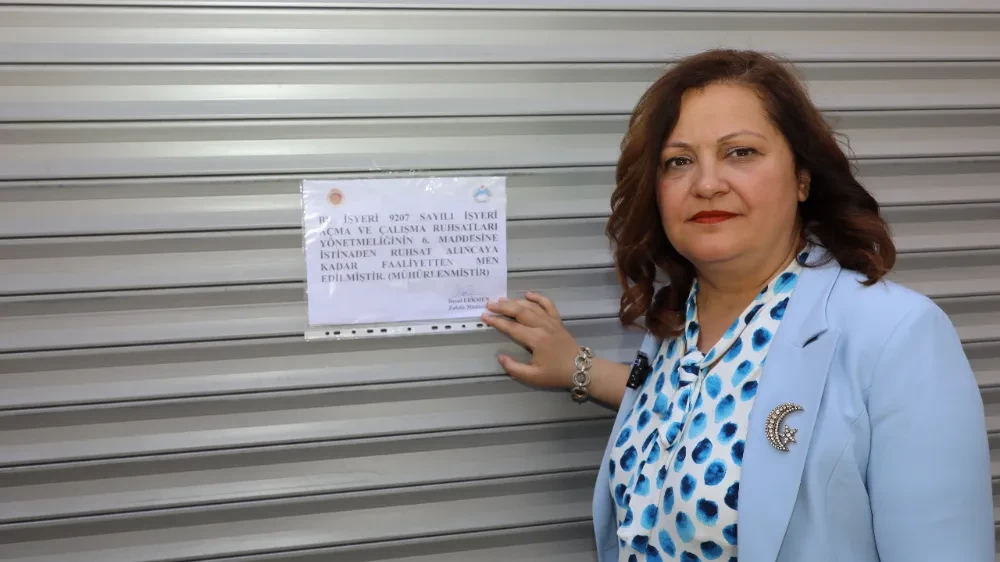 BU İŞYERİ 9207 SAYILI İŞYERİ
AÇMA VE ÇALIŞMA RUHSATLARI
YÖNETMELİĞİNİN 6. MADDESİNE
İSTİNADEN RUHSAT ALINCAYA
KADAR FAALİYETTEN MEN
EDİLMİŞTİR. (MÜHÜRLENMİŞTİR)
Zabıta